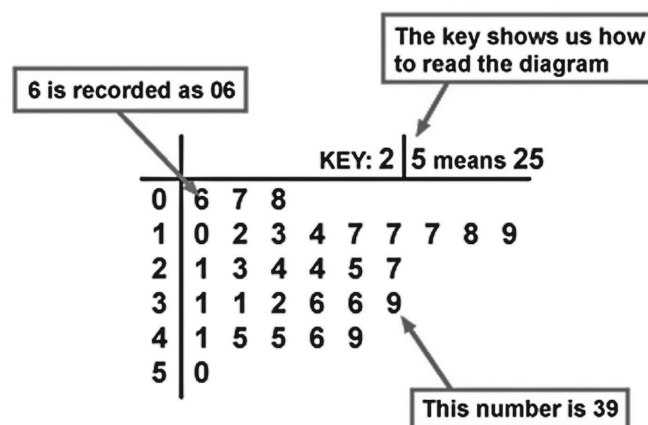 The key shows us how
to read the diagram
6 is recorded as 06
KEY: 2 | 5 means 25
0 6 7 8
1 0 2 3 4 7 7 7 8 9
2 1 3 4 4 5 7
3 1 1 2 6 6 9
4 1 5 5 6 9
5 0
This number is 39